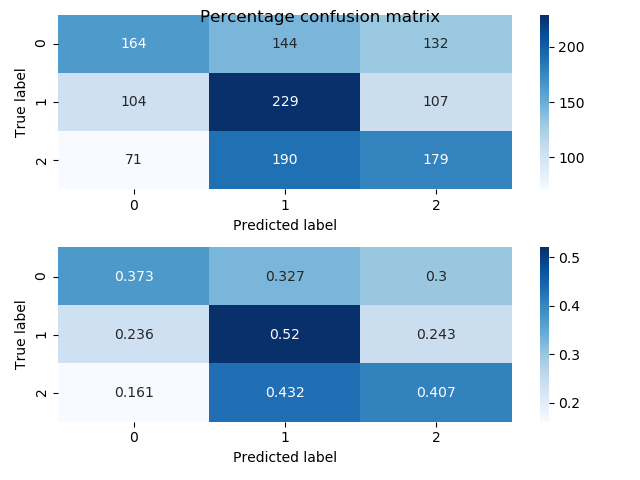 Percentage confusion matrix
0 164 144 132
1 104 229 107
2 71 190 179
0 1 2
Predicted label
True label
200
150
100
0 0.373 0.327 0.3
1 0.236 0.52 0.243
2 0.161 0.432 0.407
0 1 2
Predicted label
True label
0.5
0.4
0.3
0.2